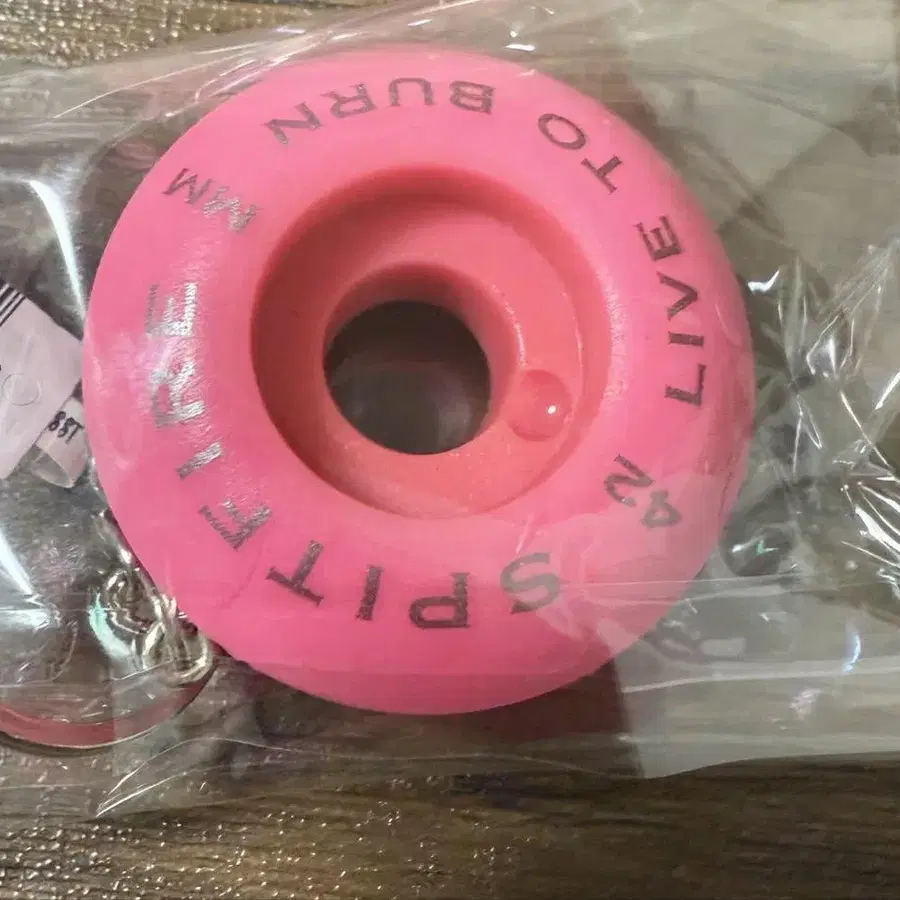 SPITFIRE
42 MM
LIVE TO BURN